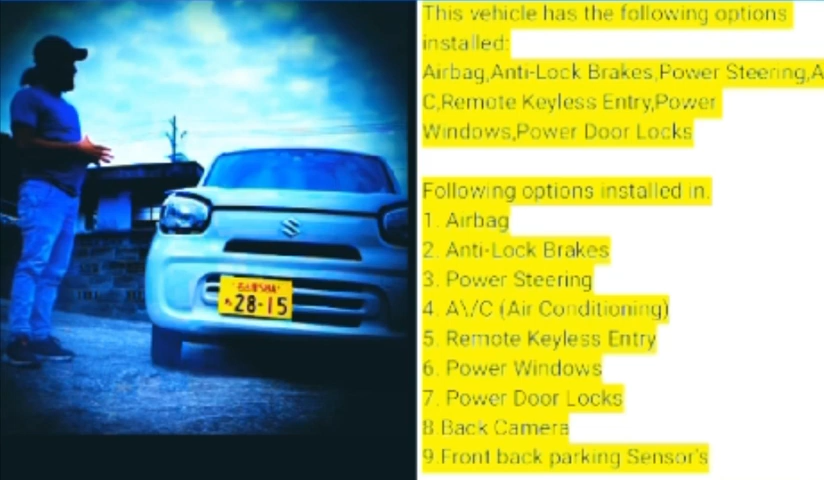 28-15
This vehicle has the following options
installed:
Airbag,Anti-Lock Brakes,Power Steering,A
C,Remote Keyless Entry,Power
Windows,Power Door Locks
Following options installed in.
1. Airbag
2. Anti-Lock Brakes
3. Power Steering
4. A\/C (Air Conditioning)
5. Remote Keyless Entry
6. Power Windows
7. Power Door Locks
8.Back Camera
9.Front back parking Sensor's